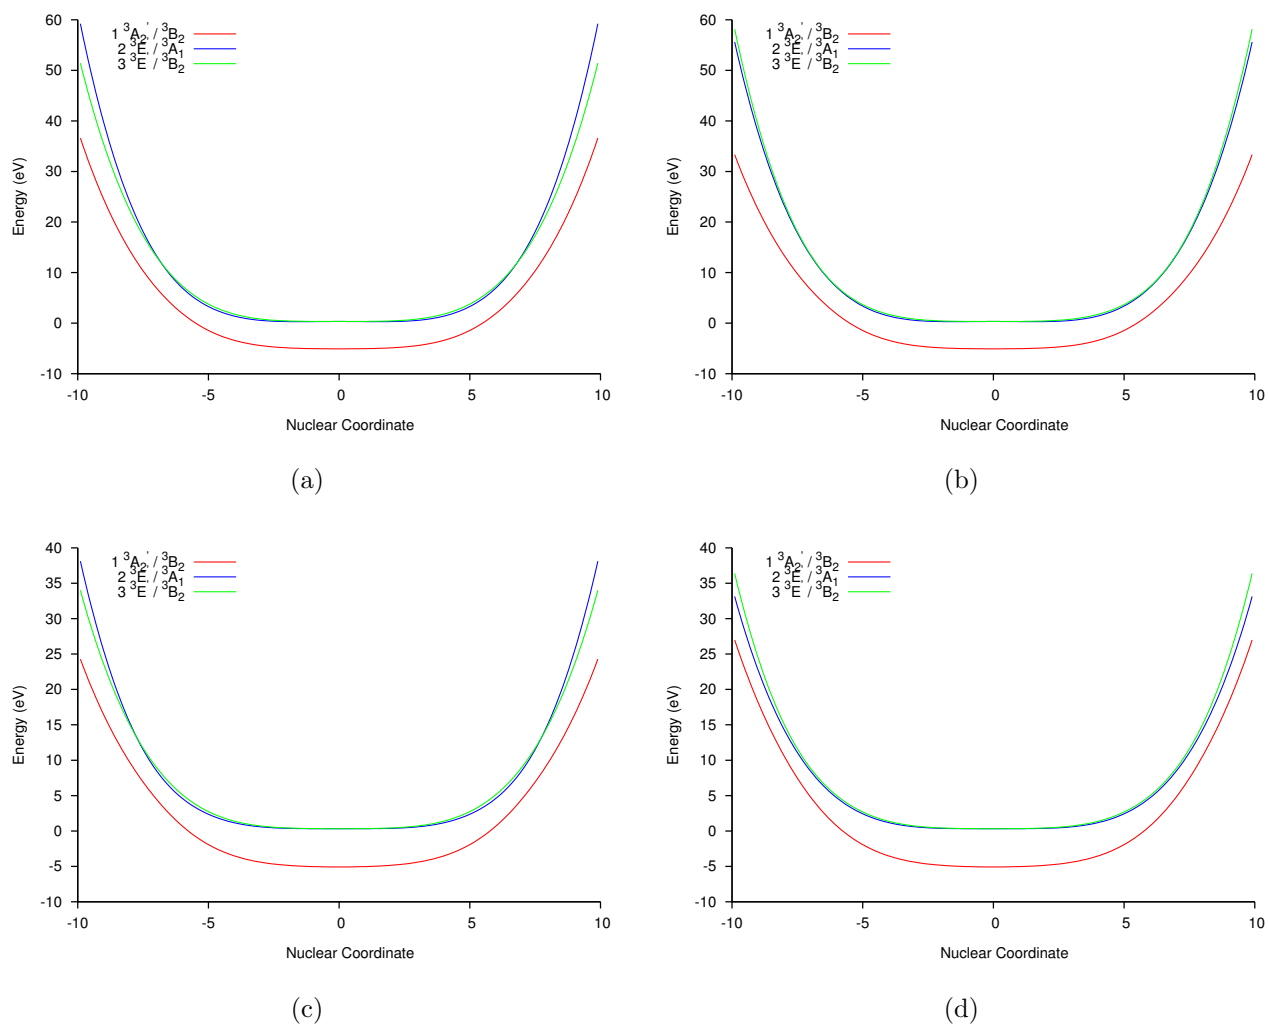 60
50
40
30
20
10
0
-10
-10 -5 0 5 10
Energy (eV)
Nuclear Coordinate
1 ³A₂'' / ³B₂
2 ³E' / ³A₁
3 ³E' / ³B₂
(a)
60
50
40
30
20
10
0
-10
-10 -5 0 5 10
Energy (eV)
Nuclear Coordinate
1 ³A₂'' / ³B₂
2 ³E' / ³A₁
3 ³E' / ³B₂
(b)
40
35
30
25
20
15
10
5
0
-5
-10
-10 -5 0 5 10
Energy (eV)
Nuclear Coordinate
1 ³A₂'' / ³B₂
2 ³E' / ³A₁
3 ³E' / ³B₂
(c)
40
35
30
25
20
15
10
5
0
-5
-10
-10 -5 0 5 10
Energy (eV)
Nuclear Coordinate
1 ³A₂'' / ³B₂
2 ³E' / ³A₁
3 ³E' / ³B₂
(d)